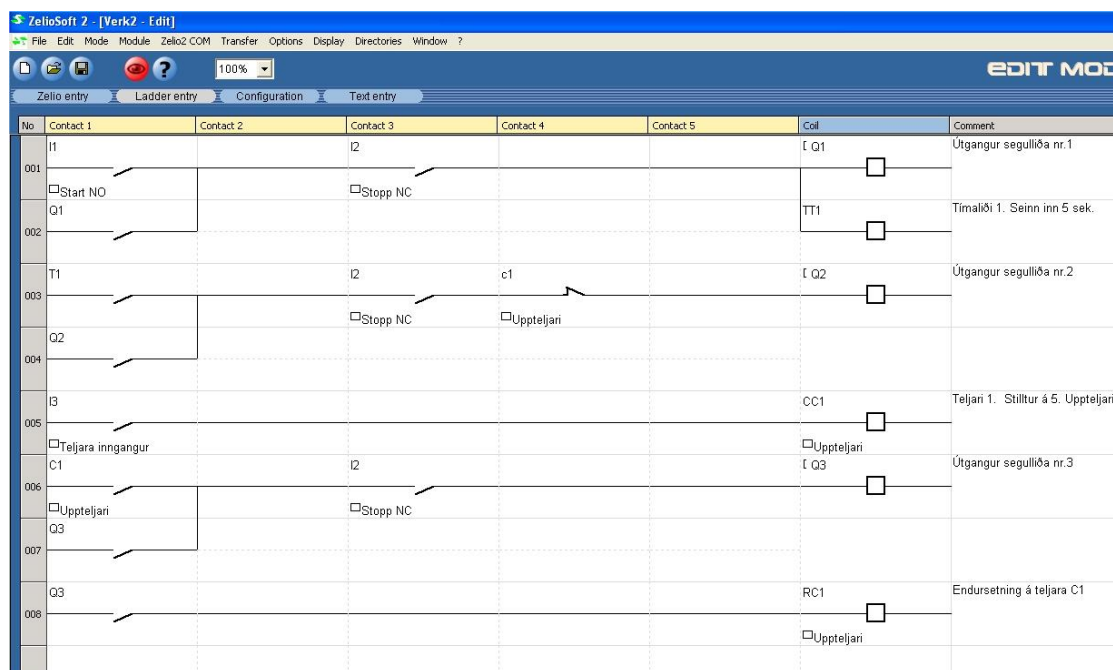 ZelioSoft 2 - [Verk2 - Edit]
File Edit Mode Module Zelio2 COM Transfer Options Display Directories Window ?
100%
EDIT MOD
Zelio entry Ladder entry Configuration Text entry
No Contact 1 Contact 2 Contact 3 Contact 4 Contact 5 Coil Comment
001
I1 I2 [ Q1 Útgangur segulliða nr.1
Start NO Stopp NC
002
Q1 TT1 Tímaliði 1. Seinn inn 5 sek.
003
T1 I2 c1 [ Q2 Útgangur segulliða nr.2
Stopp NC Uppteljari
004
Q2
005
I3 CC1 Teljari 1. Stilltur á 5. Uppteljari
Teljara inngangur Uppteljari
006
C1 I2 [ Q3 Útgangur segulliða nr.3
Uppteljari Stopp NC
007
Q3
008
Q3 RC1 Endursetning á teljara C1
Uppteljari